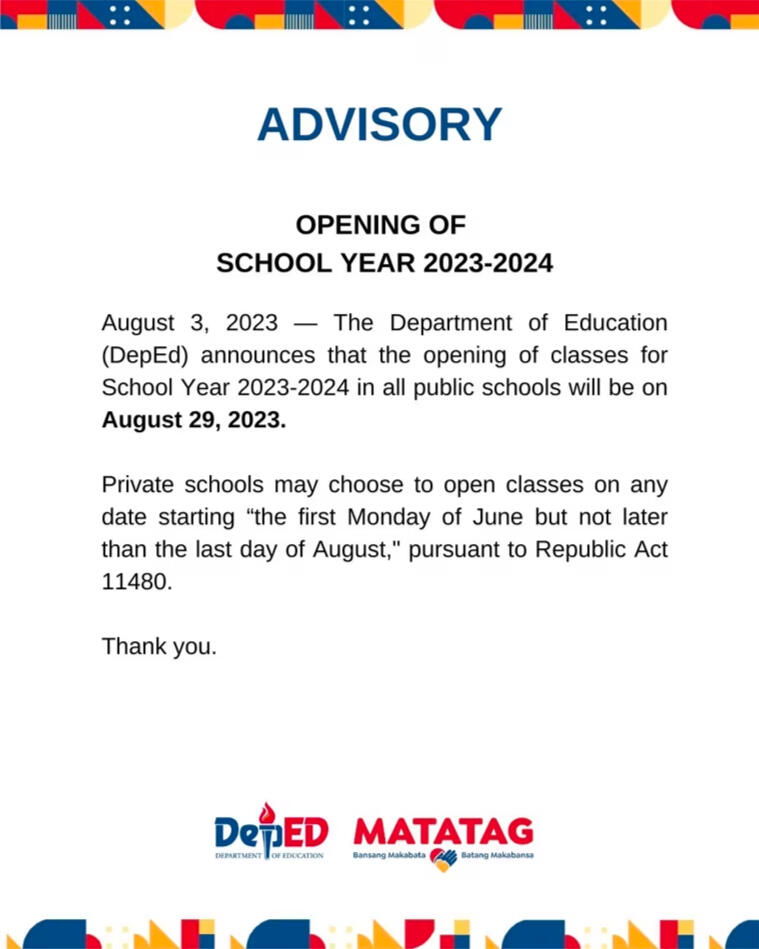 ADVISORY
OPENING OF
SCHOOL YEAR 2023-2024
August 3, 2023 — The Department of Education
(DepEd) announces that the opening of classes for
School Year 2023-2024 in all public schools will be on
August 29, 2023.
Private schools may choose to open classes on any
date starting “the first Monday of June but not later
than the last day of August," pursuant to Republic Act
11480.
Thank you.
DepED MATATAG
DEPARTMENT OF EDUCATION Bansang Makabata Batang Makabansa